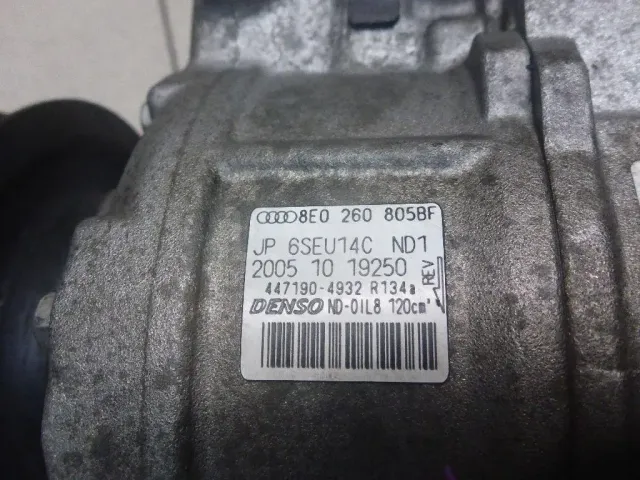 8E0 260 805BF
JP 6SEU14C ND1
2005 10 19250
REV
447190-4932 R134a
DENSO ND-OIL8 120cm³